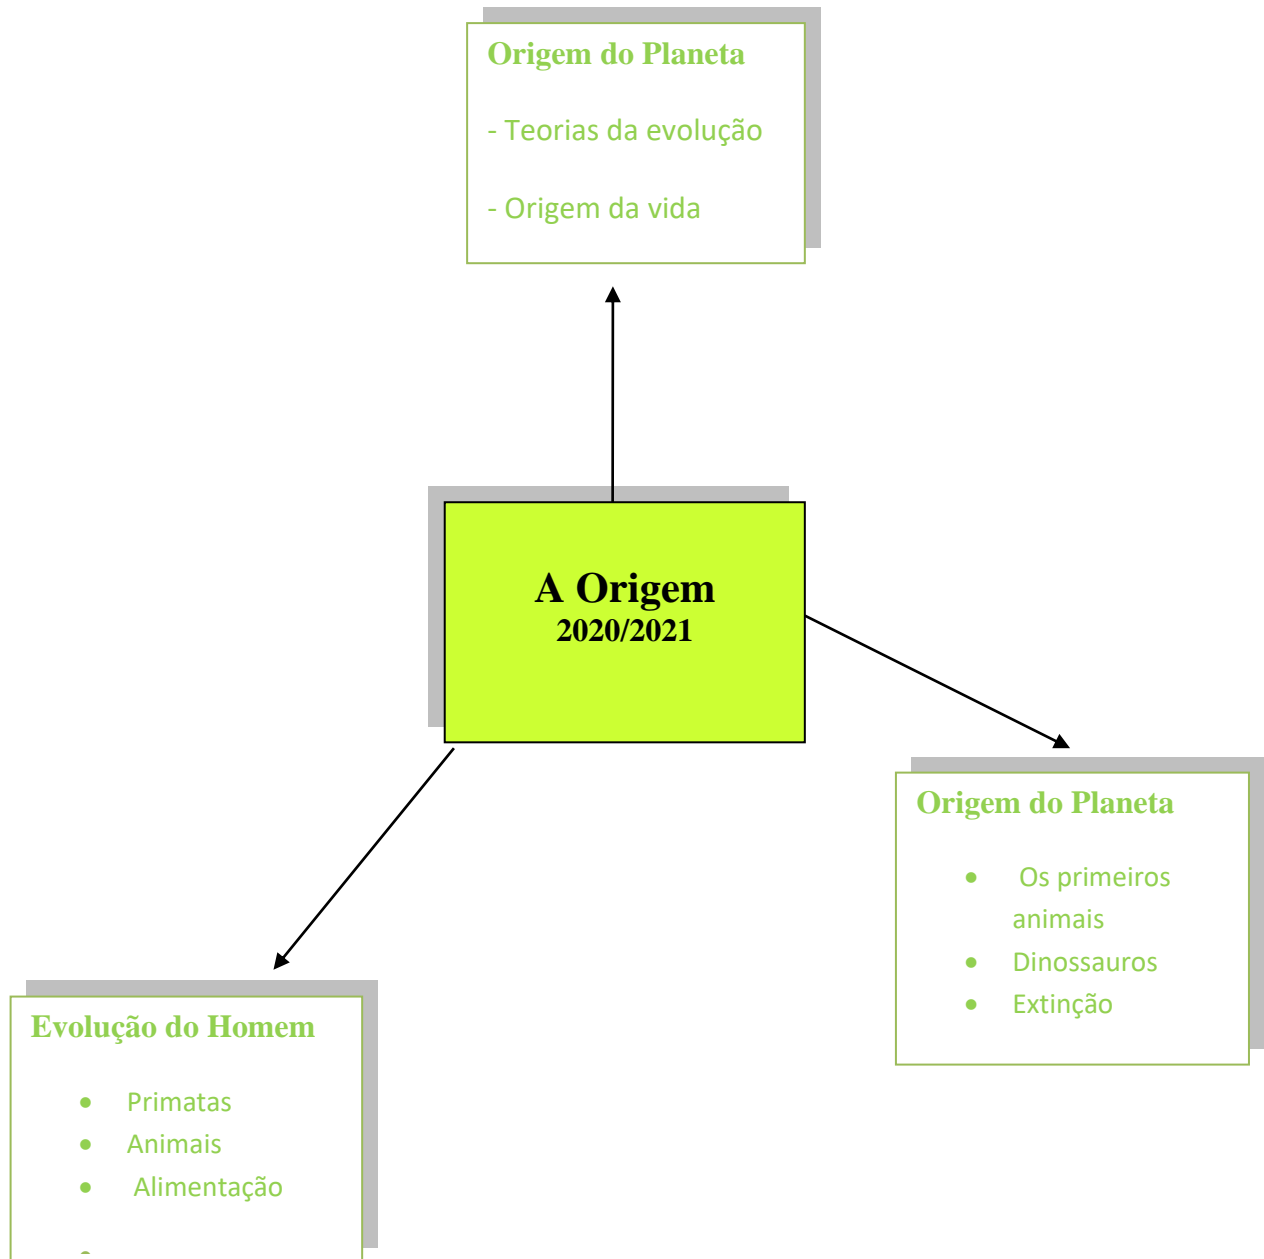 Origem do Planeta
- Teorias da evolução
- Origem da vida
A Origem
2020/2021
Origem do Planeta
• Os primeiros
animais
• Dinossauros
• Extinção
Evolução do Homem
• Primatas
• Animais
• Alimentação
•